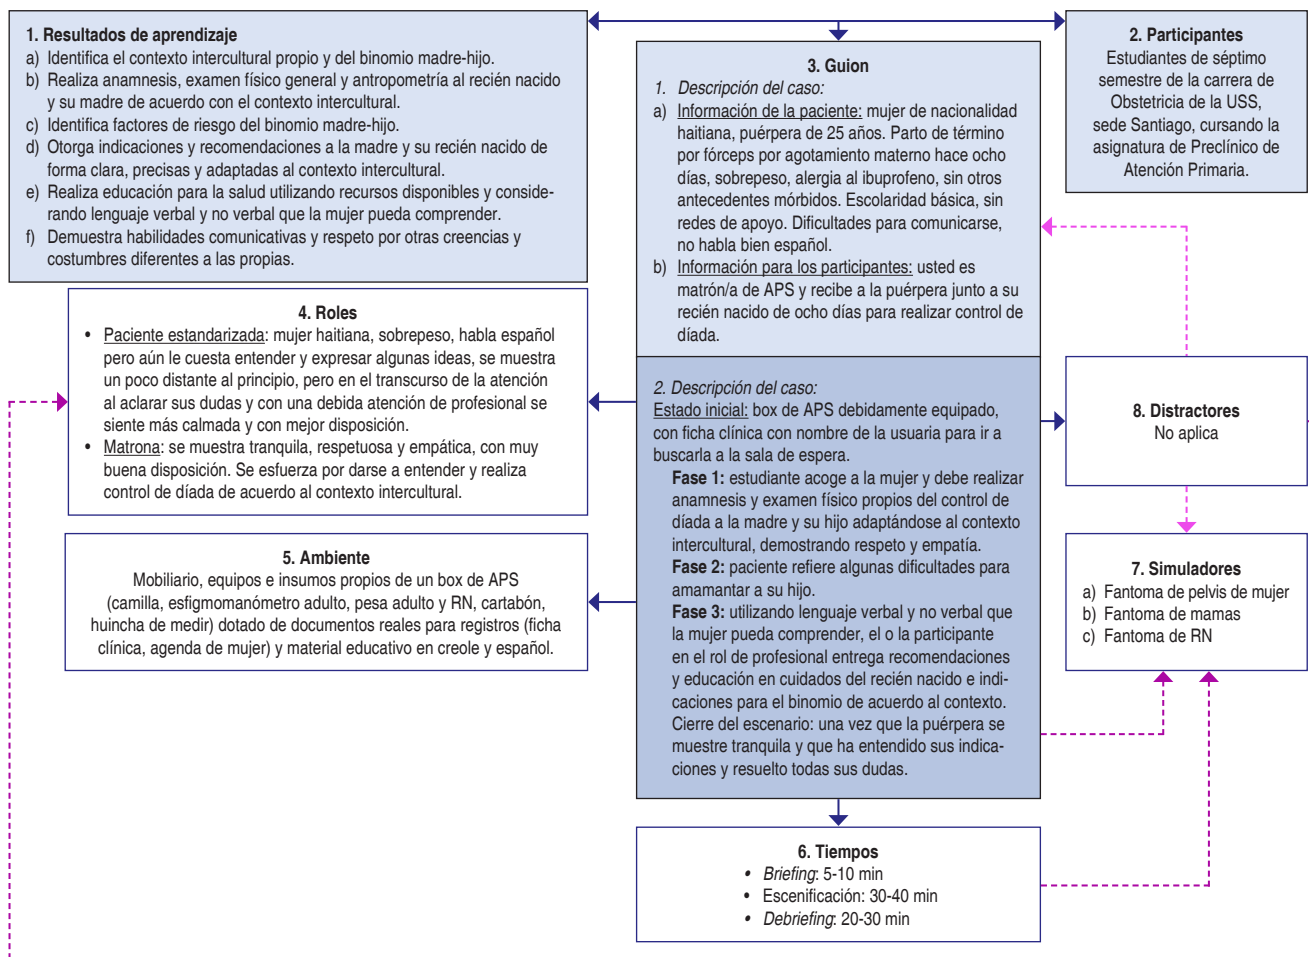 1. Resultados de aprendizaje
a) Identifica el contexto intercultural propio y del binomio madre-hijo.
b) Realiza anamnesis, examen físico general y antropometría al recién nacido
y su madre de acuerdo con el contexto intercultural.
c) Identifica factores de riesgo del binomio madre-hijo.
d) Otorga indicaciones y recomendaciones a la madre y su recién nacido de
forma clara, precisas y adaptadas al contexto intercultural.
e) Realiza educación para la salud utilizando recursos disponibles y conside-
rando lenguaje verbal y no verbal que la mujer pueda comprender.
f) Demuestra habilidades comunicativas y respeto por otras creencias y
costumbres diferentes a las propias.
2. Participantes
Estudiantes de séptimo
semestre de la carrera de
Obstetricia de la USS,
sede Santiago, cursando la
asignatura de Preclínico de
Atención Primaria.
3. Guion
1. Descripción del caso:
a) Información de la paciente: mujer de nacionalidad
haitiana, puérpera de 25 años. Parto de término
por fórceps por agotamiento materno hace ocho
días, sobrepeso, alergia al ibuprofeno, sin otros
antecedentes mórbidos. Escolaridad básica, sin
redes de apoyo. Dificultades para comunicarse,
no habla bien español.
b) Información para los participantes: usted es
matrón/a de APS y recibe a la puérpera junto a su
recién nacido de ocho días para realizar control de
díada.
2. Descripción del caso:
Estado inicial: box de APS debidamente equipado,
con ficha clínica con nombre de la usuaria para ir a
buscarla a la sala de espera.
Fase 1: estudiante acoge a la mujer y debe realizar
anamnesis y examen físico propios del control de
díada a la madre y su hijo adaptándose al contexto
intercultural, demostrando respeto y empatía.
Fase 2: paciente refiere algunas dificultades para
amamantar a su hijo.
Fase 3: utilizando lenguaje verbal y no verbal que
la mujer pueda comprender, el o la participante
en el rol de profesional entrega recomendaciones
y educación en cuidados del recién nacido e indi-
caciones para el binomio de acuerdo al contexto.
Cierre del escenario: una vez que la puérpera se
muestre tranquila y que ha entendido sus indica-
ciones y resuelto todas sus dudas.
4. Roles
• Paciente estandarizada: mujer haitiana, sobrepeso, habla español
pero aún le cuesta entender y expresar algunas ideas, se muestra
un poco distante al principio, pero en el transcurso de la atención
al aclarar sus dudas y con una debida atención de profesional se
siente más calmada y con mejor disposición.
• Matrona: se muestra tranquila, respetuosa y empática, con muy
buena disposición. Se esfuerza por darse a entender y realiza
control de díada de acuerdo al contexto intercultural.
5. Ambiente
Mobiliario, equipos e insumos propios de un box de APS
(camilla, esfigmomanómetro adulto, pesa adulto y RN, cartabón,
huincha de medir) dotado de documentos reales para registros (ficha
clínica, agenda de mujer) y material educativo en creole y español.
6. Tiempos
• Briefing: 5-10 min
• Escenificación: 30-40 min
• Debriefing: 20-30 min
8. Distractores
No aplica
7. Simuladores
a) Fantoma de pelvis de mujer
b) Fantoma de mamas
c) Fantoma de RN